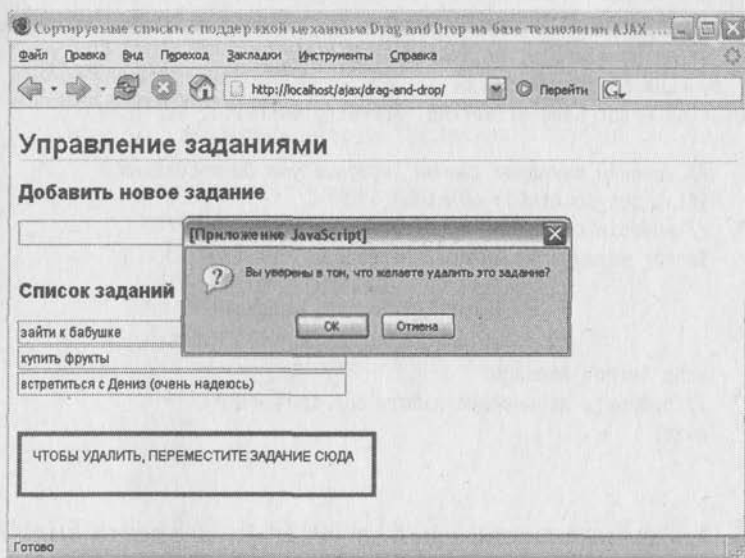 Сортируемые списки с поддержкой механизма Drag and Drop на базе технологии AJAX ...
Файл Правка Вид Переход Закладки Инструменты Справка
http://localhost/ajax/drag-and-drop/ Перейти
Управление заданиями
Добавить новое задание
[Приложение JavaScript]
Вы уверены в том, что желаете удалить это задание?
OK Отмена
Список заданий
зайти к бабушке
купить фрукты
встретиться с Дениз (очень надеюсь)
ЧТОБЫ УДАЛИТЬ, ПЕРЕМЕСТИТЕ ЗАДАНИЕ СЮДА
Готово